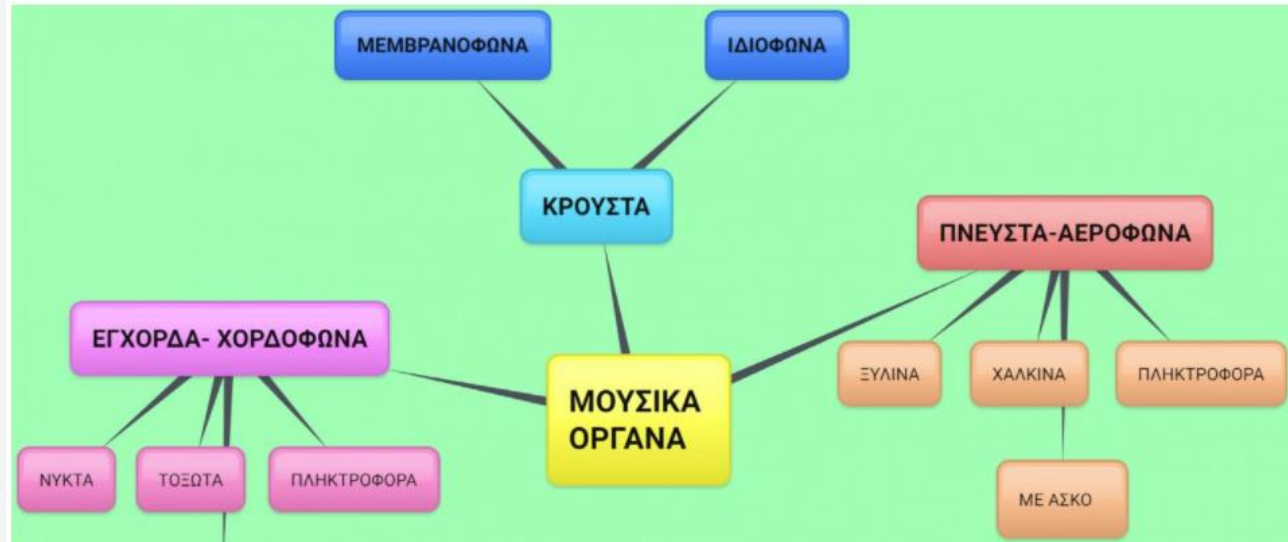 ΜΕΜΒΡΑΝΟΦΩΝΑ
ΙΔΙΟΦΩΝΑ
ΚΡΟΥΣΤΑ
ΠΝΕΥΣΤΑ-ΑΕΡΟΦΩΝΑ
ΕΓΧΟΡΔΑ- ΧΟΡΔΟΦΩΝΑ
ΜΟΥΣΙΚΑ
ΟΡΓΑΝΑ
ΞΥΛΙΝΑ
ΧΑΛΚΙΝΑ
ΠΛΗΚΤΡΟΦΟΡΑ
ΝΥΚΤΑ
ΤΟΞΩΤΑ
ΠΛΗΚΤΡΟΦΟΡΑ
ΜΕ ΑΣΚΟ